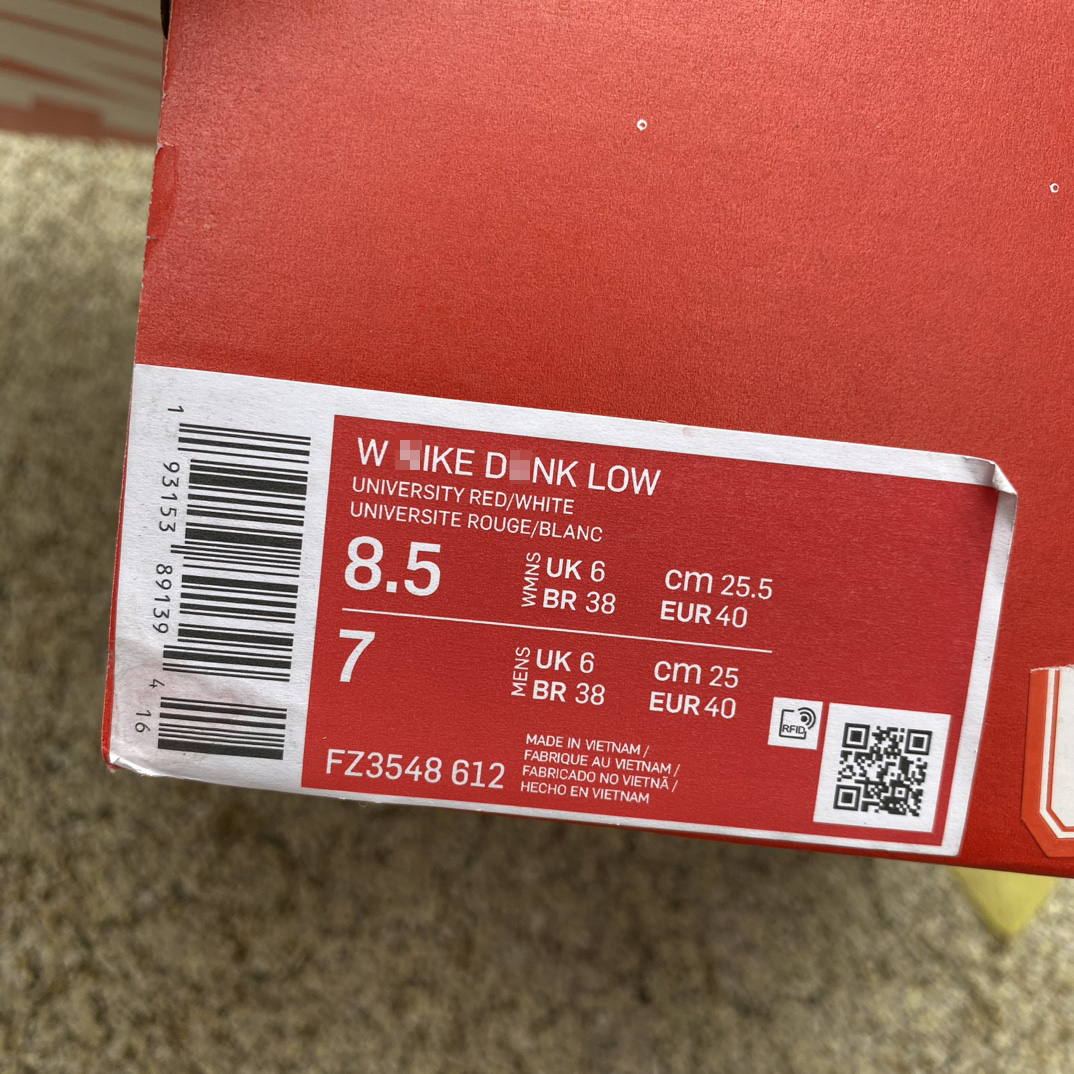 W IKE D NK LOW
UNIVERSITY RED/WHITE
UNIVERSITE ROUGE/BLANC
8.5 WMNS UK 6 cm 25.5
BR 38 EUR 40
7 MENS UK 6 cm 25
BR 38 EUR 40
FZ3548 612
MADE IN VIETNAM /
FABRIQUE AU VIETNAM /
FABRICADO NO VIETNÃ /
HECHO EN VIETNAM
RFID
1 93153 89139 4 16